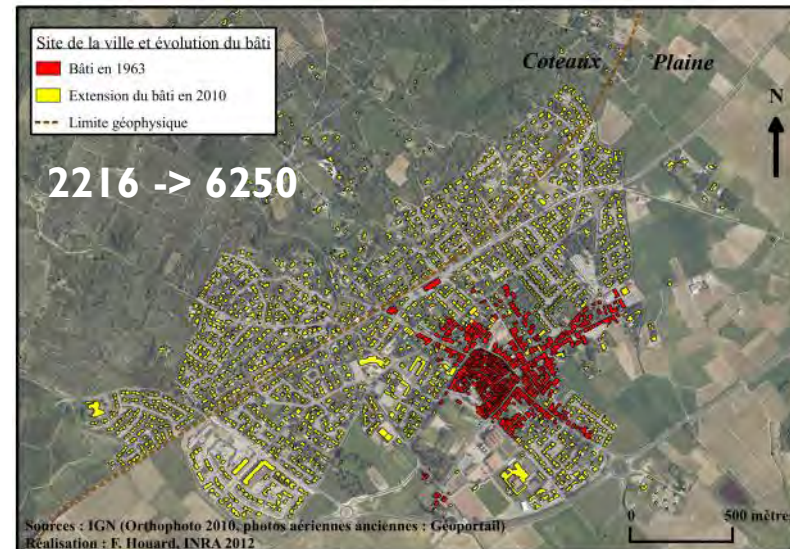 Site de la ville et évolution du bâti
Bâti en 1963
Extension du bâti en 2010
Limite géophysique
Coteaux Plaine
N
2216 -> 6250
0 500 mètres
Sources : IGN (Orthophoto 2010, photos aériennes anciennes : Géoportail)
Réalisation : F. Houard, INRA 2012